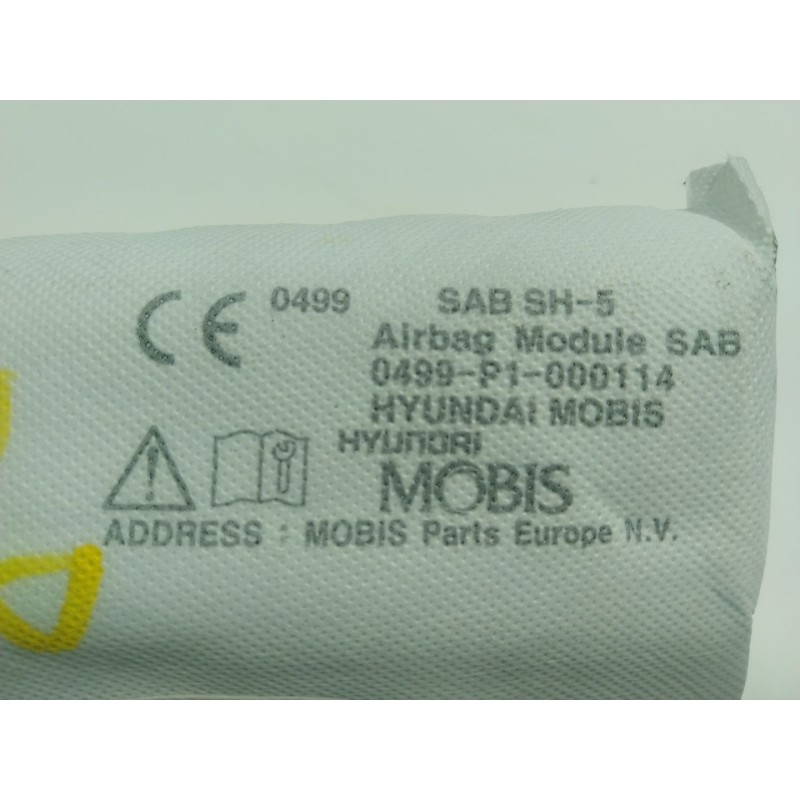 CE 0499 SAB SH-5
Airbag Module SAB
0499-P1-000114
HYUNDAI MOBIS
HYUNDAI
MOBIS
ADDRESS : MOBIS Parts Europe N.V.